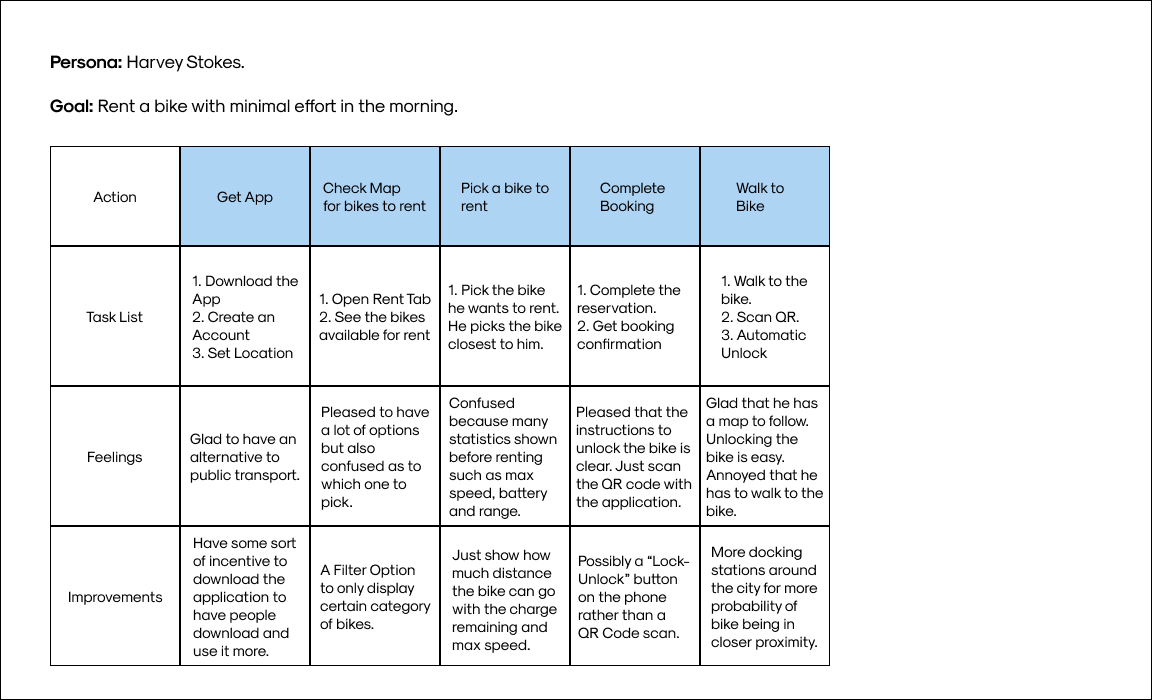 Persona: Harvey Stokes.
Goal: Rent a bike with minimal effort in the morning.
Action
Get App
Check Map
for bikes to rent
Pick a bike to
rent
Complete
Booking
Walk to
Bike
Task List
1. Download the
App
2. Create an
Account
3. Set Location
1. Open Rent Tab
2. See the bikes
available for rent
1. Pick the bike
he wants to rent.
He picks the bike
closest to him.
1. Complete the
reservation.
2. Get booking
confirmation
1. Walk to the
bike.
2. Scan QR.
3. Automatic
Unlock
Feelings
Glad to have an
alternative to
public transport.
Pleased to have
a lot of options
but also
confused as to
which one to
pick.
Confused
because many
statistics shown
before renting
such as max
speed, battery
and range.
Pleased that the
instructions to
unlock the bike is
clear. Just scan
the QR code with
the application.
Glad that he has
a map to follow.
Unlocking the
bike is easy.
Annoyed that he
has to walk to the
bike.
Improvements
Have some sort
of incentive to
download the
application to
have people
download and
use it more.
A Filter Option
to only display
certain category
of bikes.
Just show how
much distance
the bike can go
with the charge
remaining and
max speed.
Possibly a “Lock-
Unlock” button
on the phone
rather than a
QR Code scan.
More docking
stations around
the city for more
probability of
bike being in
closer proximity.